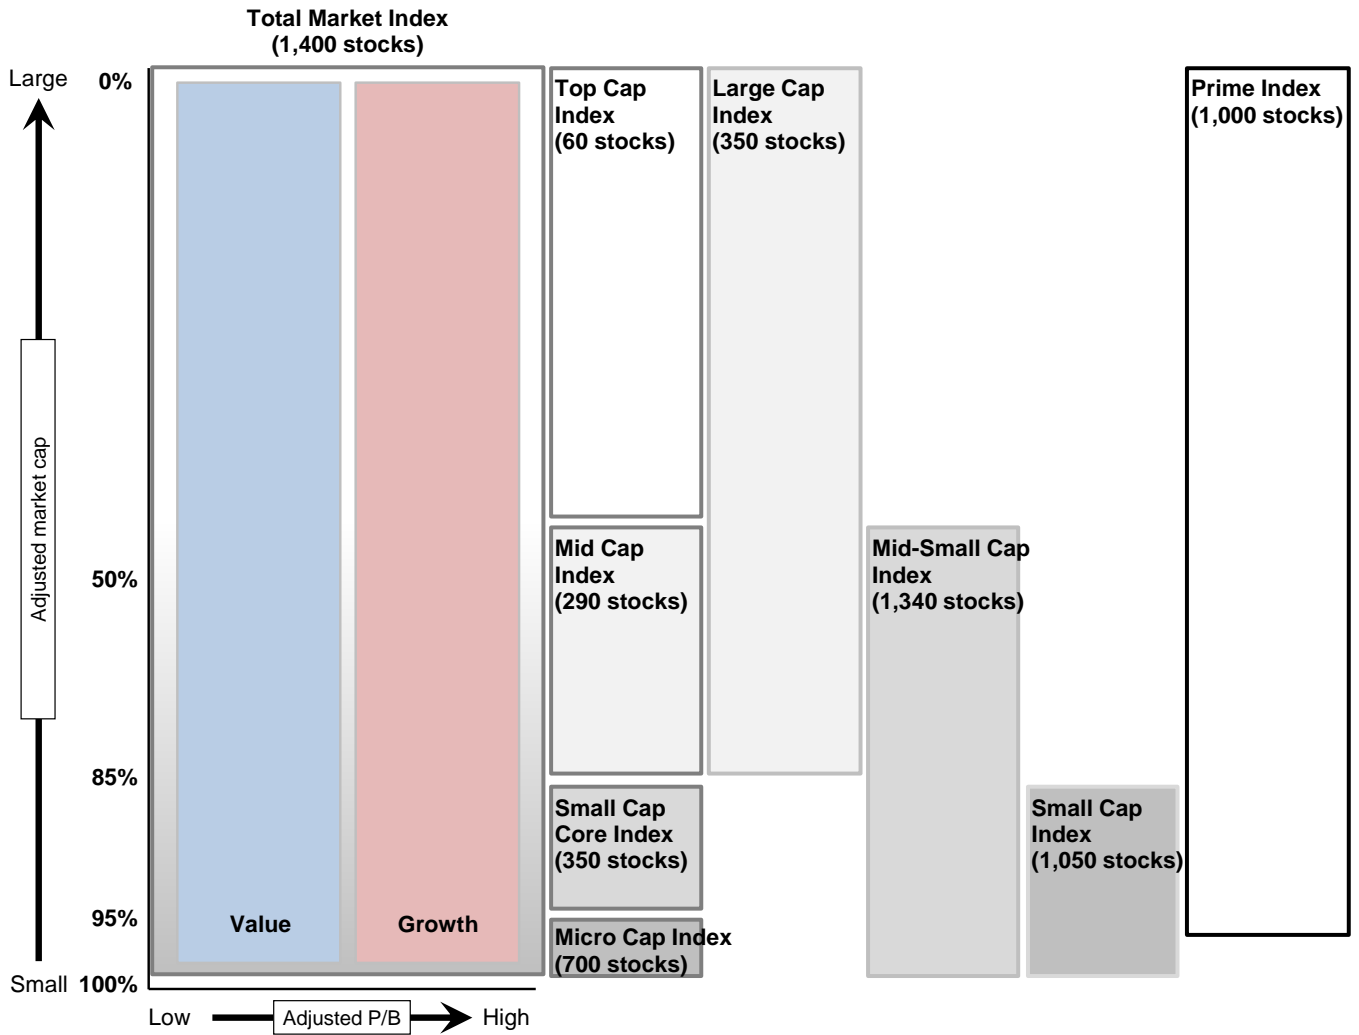 Total Market Index
(1,400 stocks)
Large
0%
50%
85%
95%
100%
Small
Adjusted market cap
Value
Growth
Low
Adjusted P/B
High
Top Cap
Index
(60 stocks)
Mid Cap
Index
(290 stocks)
Small Cap
Core Index
(350 stocks)
Micro Cap Index
(700 stocks)
Large Cap
Index
(350 stocks)
Mid-Small Cap
Index
(1,340 stocks)
Small Cap
Index
(1,050 stocks)
Prime Index
(1,000 stocks)